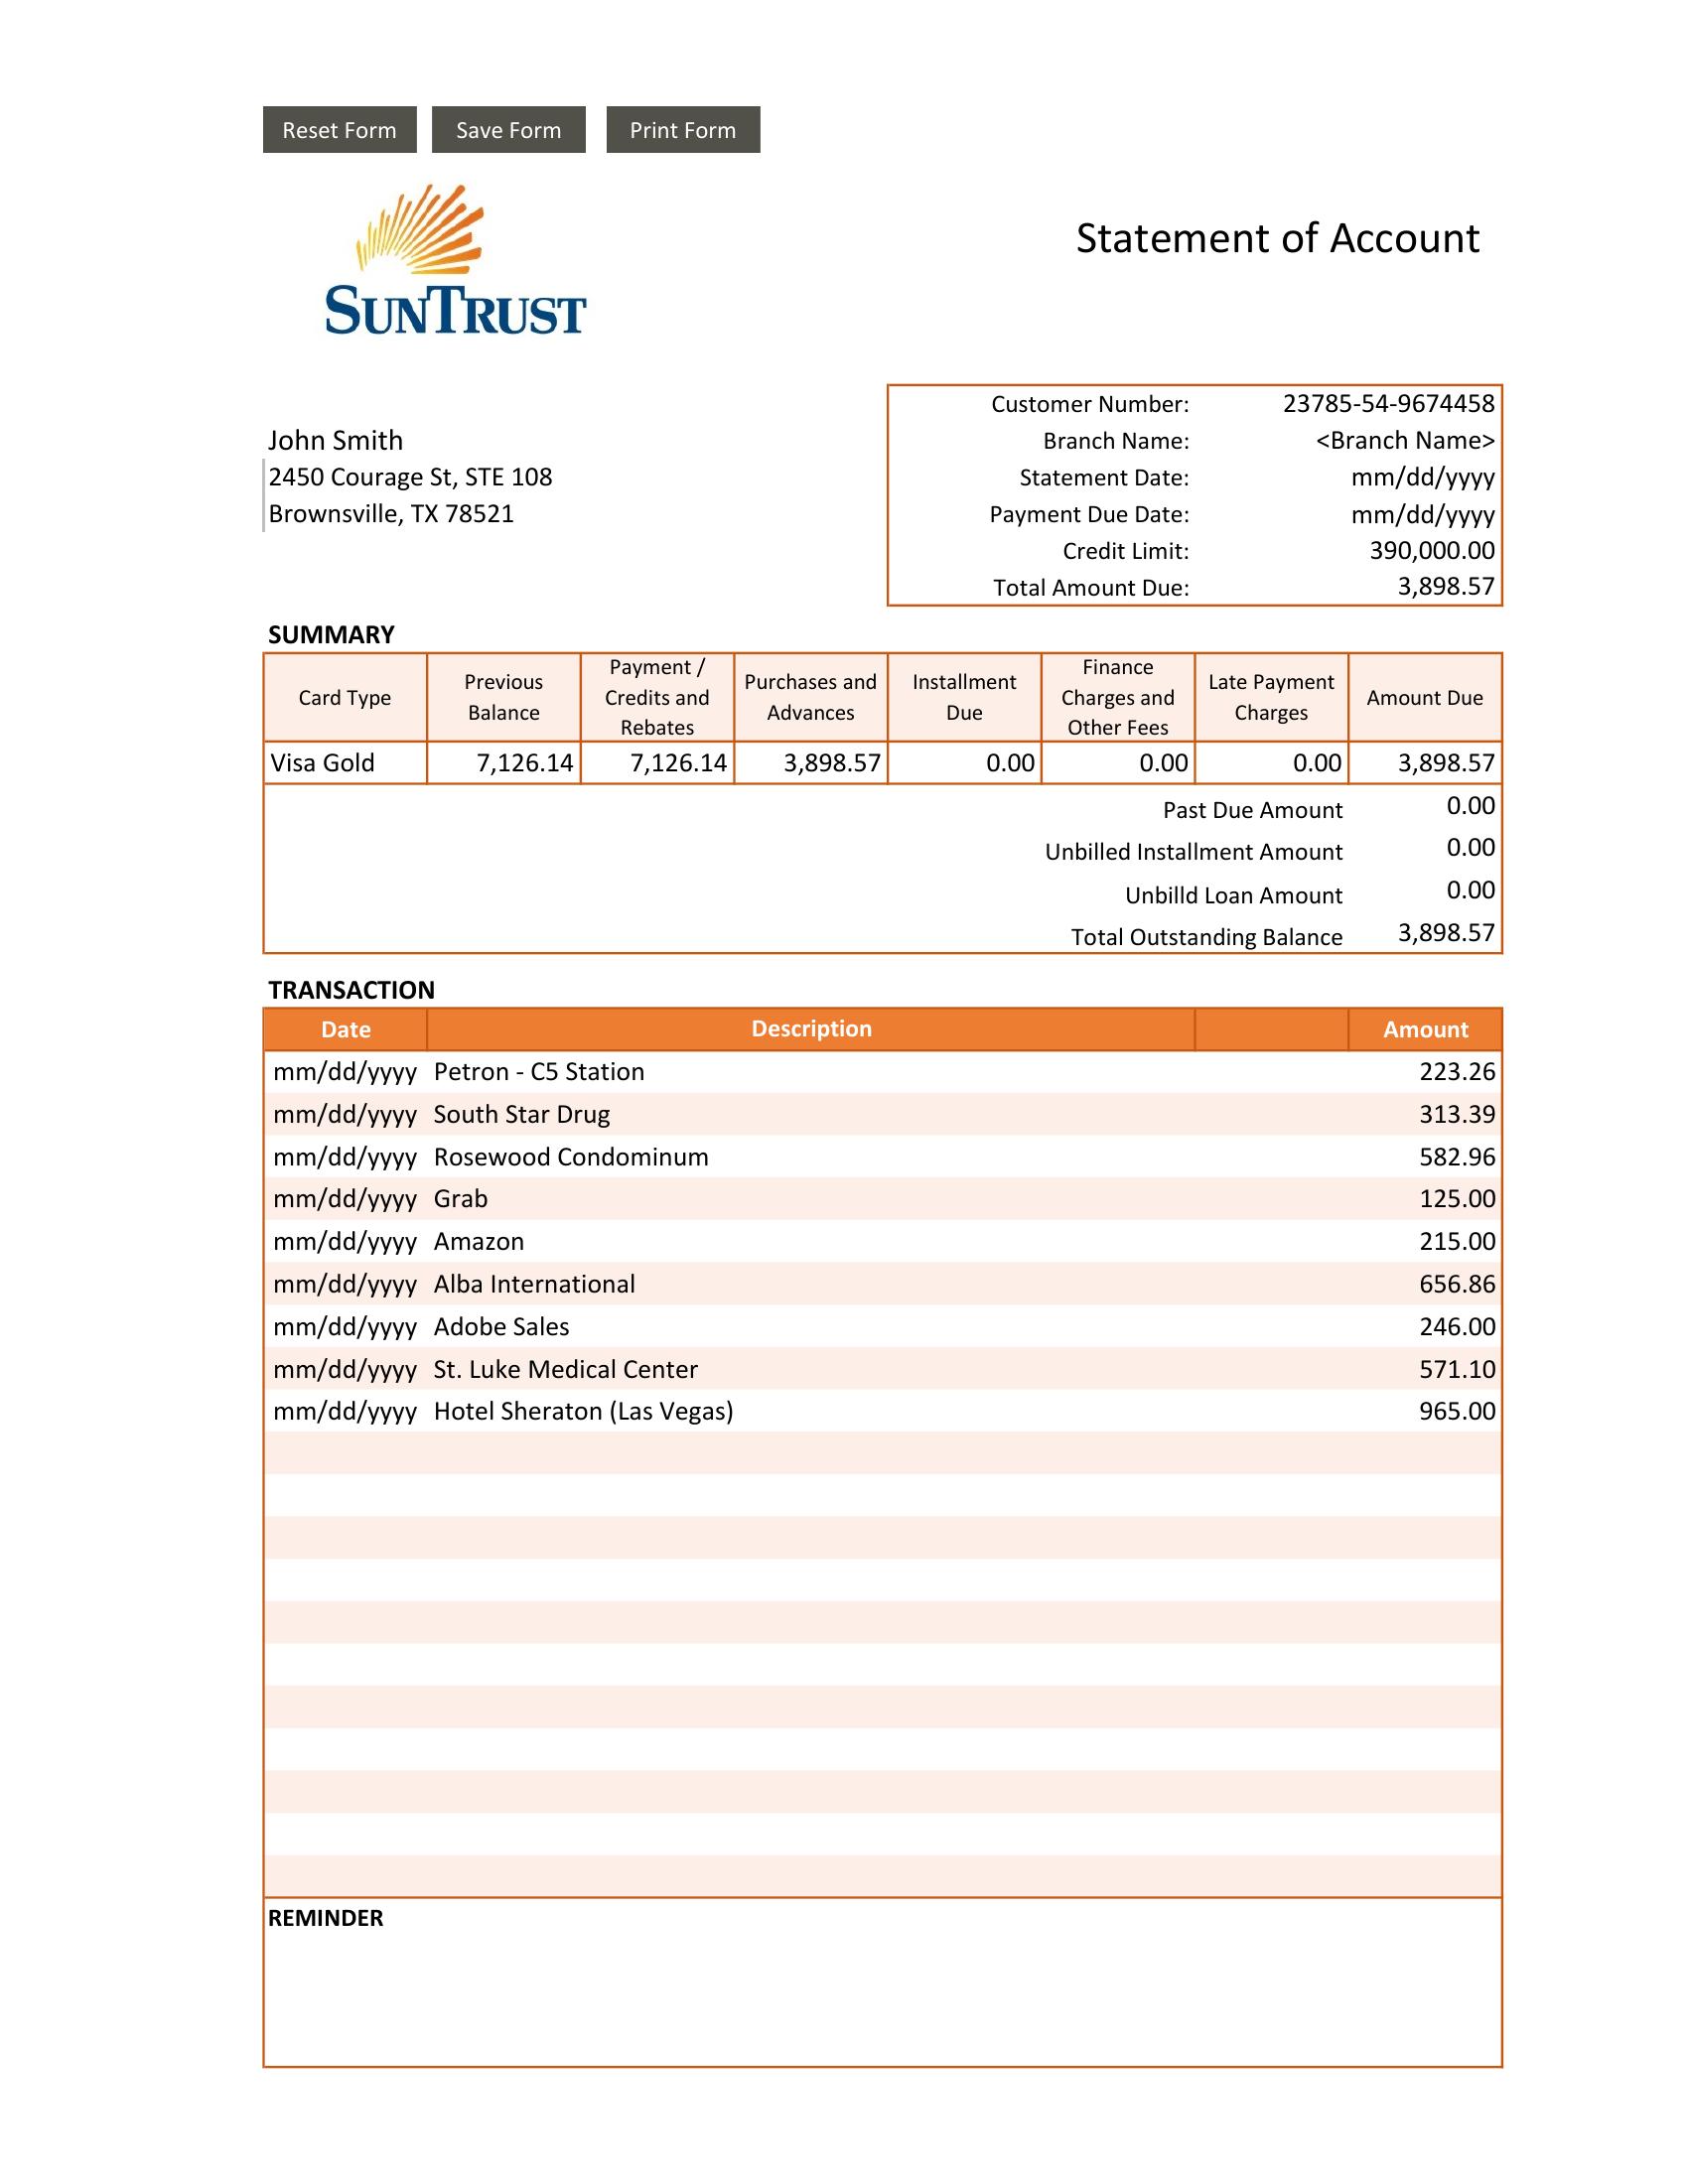 Reset Form Save Form Print Form
SUNTRUST
Statement of Account
Customer Number: 23785-54-9674458
John Smith
Branch Name: <Branch Name>
2450 Courage St, STE 108
Statement Date: mm/dd/yyyy
Brownsville, TX 78521
Payment Due Date: mm/dd/yyyy
Credit Limit: 390,000.00
Total Amount Due: 3,898.57
SUMMARY
Card Type Previous Balance Payment / Credits and Rebates Purchases and Advances Installment Due Finance Charges and Other Fees Late Payment Charges Amount Due
Visa Gold 7,126.14 7,126.14 3,898.57 0.00 0.00 0.00 3,898.57
Past Due Amount 0.00
Unbilled Installment Amount 0.00
Unbilld Loan Amount 0.00
Total Outstanding Balance 3,898.57
TRANSACTION
Date Description Amount
mm/dd/yyyy Petron - C5 Station 223.26
mm/dd/yyyy South Star Drug 313.39
mm/dd/yyyy Rosewood Condominum 582.96
mm/dd/yyyy Grab 125.00
mm/dd/yyyy Amazon 215.00
mm/dd/yyyy Alba International 656.86
mm/dd/yyyy Adobe Sales 246.00
mm/dd/yyyy St. Luke Medical Center 571.10
mm/dd/yyyy Hotel Sheraton (Las Vegas) 965.00
REMINDER